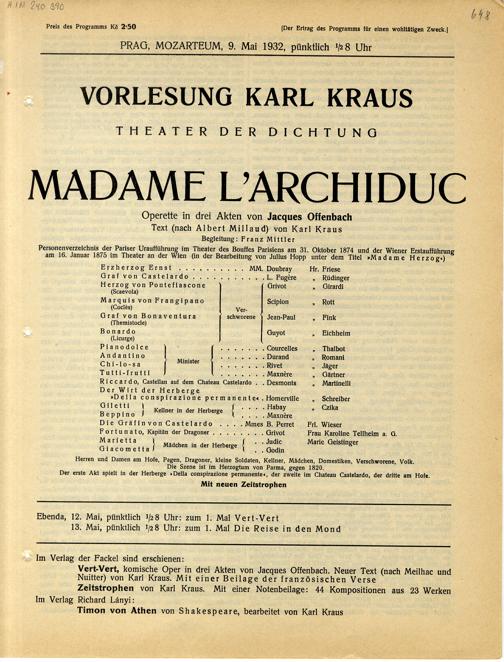 AIN 240 390
648
Preis des Programms Kč 2·50 [Der Ertrag des Programms für einen wohltätigen Zweck.]
PRAG, MOZARTEUM, 9. Mai 1932, pünktlich ½8 Uhr
VORLESUNG KARL KRAUS
THEATER DER DICHTUNG
MADAME L'ARCHIDUC
Operette in drei Akten von Jacques Offenbach
Text (nach Albert Millaud) von Karl Kraus
Begleitung: Franz Mittler
Personenverzeichnis der Pariser Uraufführung im Theater des Bouffes Parisiens am 31. Oktober 1874 und der Wiener Erstaufführung
am 16. Januar 1875 im Theater an der Wien (in der Bearbeitung von Julius Hopp unter dem Titel »Madame Herzog«)
Erzherzog Ernst . . . . . . . . . . MM. Daubray Hr. Friese
Graf von Castelardo . . . . . . . . . . L. Fugère „ Rüdinger
Herzog von Pontefiascone Grivot „ Girardi
(Scaevola)
Marquis von Frangipano Scipion „ Rott
(Coclès)
Ver-
schworene
Graf von Bonaventura Jean-Paul „ Fink
(Themistocle)
Bonardo Guyot „ Eichheim
(Licurge)
Pianodolce . . . . . . Courcelles „ Thalbot
Andantino . . . . . . Durand „ Romani
Minister
Chi-lo-sa . . . . . . Rivet „ Jäger
Tutti-frutti . . . . . . Maxnère „ Gärtner
Riccardo, Castellan auf dem Chateau Castelardo . . . Desmonts „ Martinelli
Der Wirt der Herberge
»Della conspirazione permanente« . Homerville „ Schreiber
Giletti . . . . . Habay „ Czika
Kellner in der Herberge
Beppino . . . . . Maxnère
Die Gräfin von Castelardo . . . . . Mmes B. Perret Frl. Wieser
Fortunato, Kapitän der Dragoner . . . . . Grivot Frau Karoline Tellheim a. G.
Marietta . . . . Judic Marie Geistinger
Mädchen in der Herberge
Giacometta . . . . Godin
Herren und Damen am Hofe, Pagen, Dragoner, kleine Soldaten, Kellner, Mädchen, Domestiken, Verschworene, Volk.
Die Szene ist im Herzogtum von Parma, gegen 1820.
Der erste Akt spielt in der Herberge »Della conspirazione permanente«, der zweite im Chateau Castelardo, der dritte am Hofe.
Mit neuen Zeitstrophen
Ebenda, 12. Mai, pünktlich ½8 Uhr: zum 1. Mal Vert-Vert
13. Mai, pünktlich ½8 Uhr: zum 1. Mal Die Reise in den Mond
Im Verlag der Fackel sind erschienen:
Vert-Vert, komische Oper in drei Akten von Jacques Offenbach. Neuer Text (nach Meilhac und
Nuitter) von Karl Kraus. Mit einer Beilage der französischen Verse
Zeitstrophen von Karl Kraus. Mit einer Notenbeilage: 44 Kompositionen aus 23 Werken
Im Verlag Richard Lányi:
Timon von Athen von Shakespeare, bearbeitet von Karl Kraus